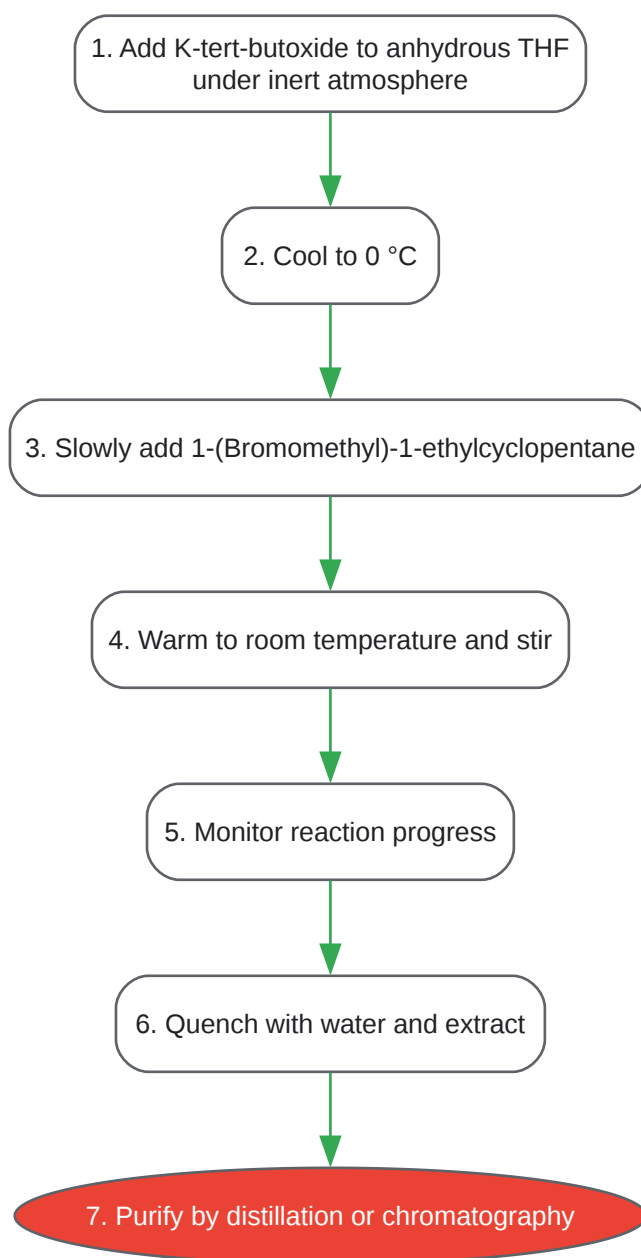 1. Add K-tert-butoxide to anhydrous THF
under inert atmosphere
2. Cool to 0 °C
3. Slowly add 1-(Bromomethyl)-1-ethylcyclopentane
4. Warm to room temperature and stir
5. Monitor reaction progress
6. Quench with water and extract
7. Purify by distillation or chromatography